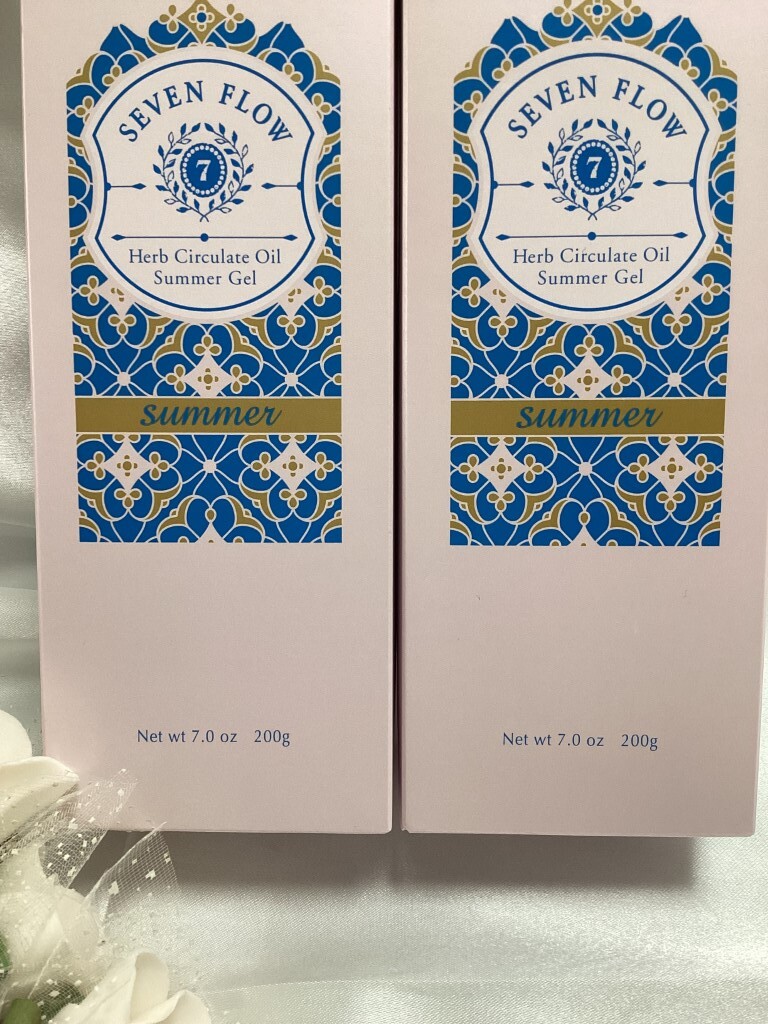 SEVEN FLOW
7
Herb Circulate Oil
Summer Gel
summer
Net wt 7.0 oz 200g
SEVEN FLOW
7
Herb Circulate Oil
Summer Gel
summer
Net wt 7.0 oz 200g